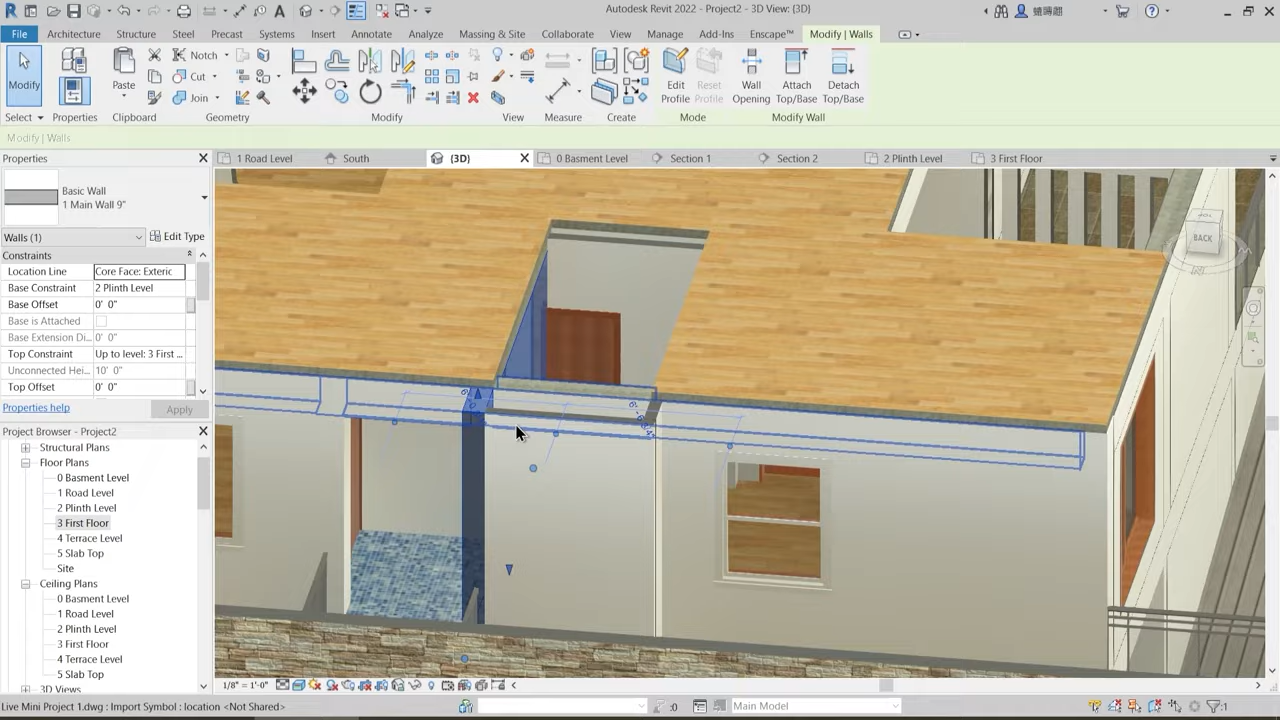 Autodesk Revit 2022 - Project2 - 3D View: {3D}
File Architecture Structure Steel Precast Systems Insert Annotate Analyze Massing & Site Collaborate View Manage Add-Ins Enscape™ Modify | Walls
Notch
Cut
Join
Modify
Paste
Edit Profile
Reset Profile
Wall Opening
Attach Top/Base
Detach Top/Base
Select Properties Clipboard Geometry Modify View Measure Create Mode Modify Wall
Modify | Walls
Properties
1 Road Level South {3D} 0 Basment Level Section 1 Section 2 2 Plinth Level 3 First Floor
Basic Wall
1 Main Wall 9"
Walls (1) Edit Type
Constraints
Location Line Core Face: Exteric
Base Constraint 2 Plinth Level
Base Offset 0' 0"
Base is Attached
Base Extension Di... 0' 0"
Top Constraint Up to level: 3 First ...
Unconnected Hei... 10' 0"
Top Offset 0' 0"
Properties help Apply
Project Browser - Project2
Structural Plans
Floor Plans
0 Basment Level
1 Road Level
2 Plinth Level
3 First Floor
4 Terrace Level
5 Slab Top
Site
Ceiling Plans
0 Basment Level
1 Road Level
2 Plinth Level
3 First Floor
4 Terrace Level
5 Slab Top
3D Views
BACK
1/8" = 1'-0"
Live Mini Project 1.dwg : Import Symbol : location <Not Shared>
:0
Main Model
:1